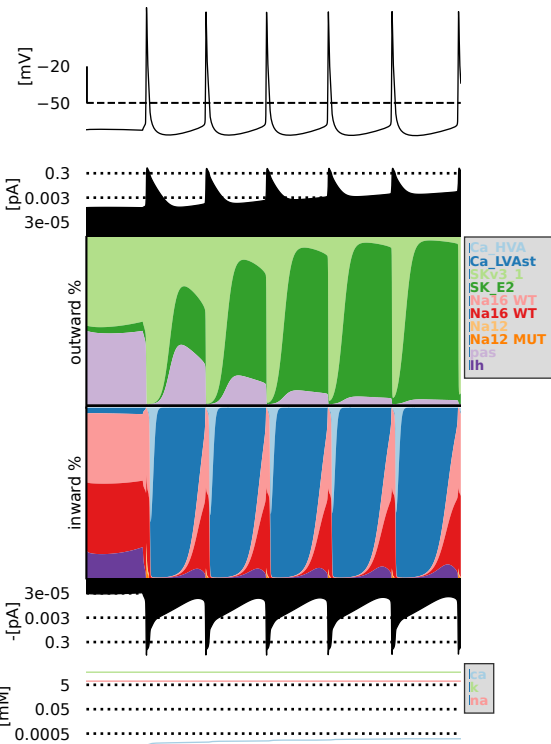 [mV]
−20
−50
[pA]
0.3
0.003
3e-05
outward %
Ca_HVA
Ca_LVAst
SKv3_1
SK_E2
Na16 WT
Na16 WT
Na12
Na12 MUT
pas
Ih
inward %
-[pA]
3e-05
0.003
0.3
[mM]
5
0.05
0.0005
ca
k
na